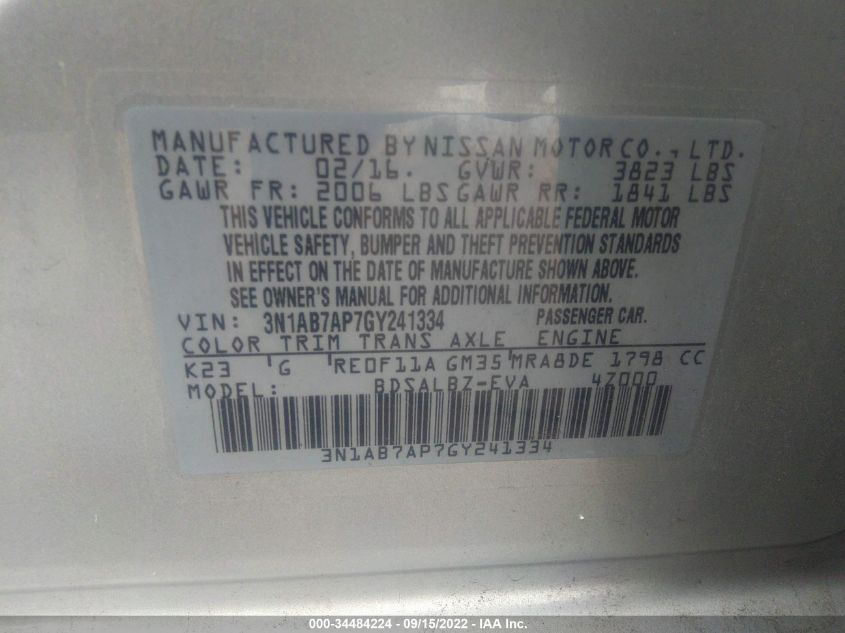 MANUFACTURED BY NISSAN MOTOR CO., LTD.
DATE: 02/16. GVWR: 3823 LBS
GAWR FR: 2006 LBS GAWR RR: 1841 LBS
THIS VEHICLE CONFORMS TO ALL APPLICABLE FEDERAL MOTOR
VEHICLE SAFETY, BUMPER AND THEFT PREVENTION STANDARDS
IN EFFECT ON THE DATE OF MANUFACTURE SHOWN ABOVE.
SEE OWNER'S MANUAL FOR ADDITIONAL INFORMATION.
VIN: 3N1AB7AP7GY241334 PASSENGER CAR.
COLOR TRIM TRANS AXLE ENGINE
K23 G RE0F11A GM35 MRA8DE 1798 CC
MODEL: BDSALBZ-EVA 4Z000
3N1AB7AP7GY241334
000-34484224 - 09/15/2022 - IAA Inc.